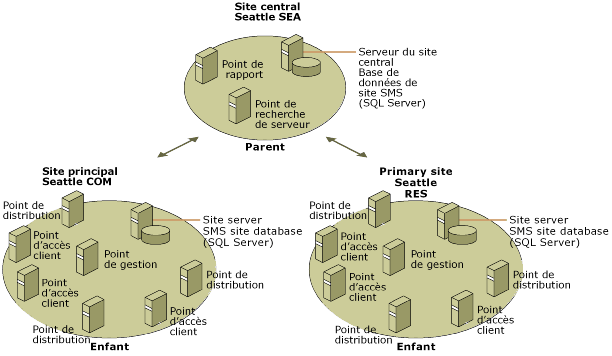 Site central
Seattle SEA
Serveur du site
central
Base de
données de
site SMS
(SQL Server)
Point de
rapport
Point de
recherche
de serveur
Parent
Site principal
Seattle COM
Point de
distribution
Point
d'accès
client
Point
de gestion
Site server
SMS site database
(SQL Server)
Point
d'accès
client
Point de
distribution
Point
d'accès
client
Point de
distribution
Enfant
Primary site
Seattle
RES
Point de
distribution
Point
d'accès
client
Point
de gestion
Site server
SMS site database
(SQL Server)
Point
d'accès
client
Point de
distribution
Point
d'accès
client
Point de
distribution
Enfant